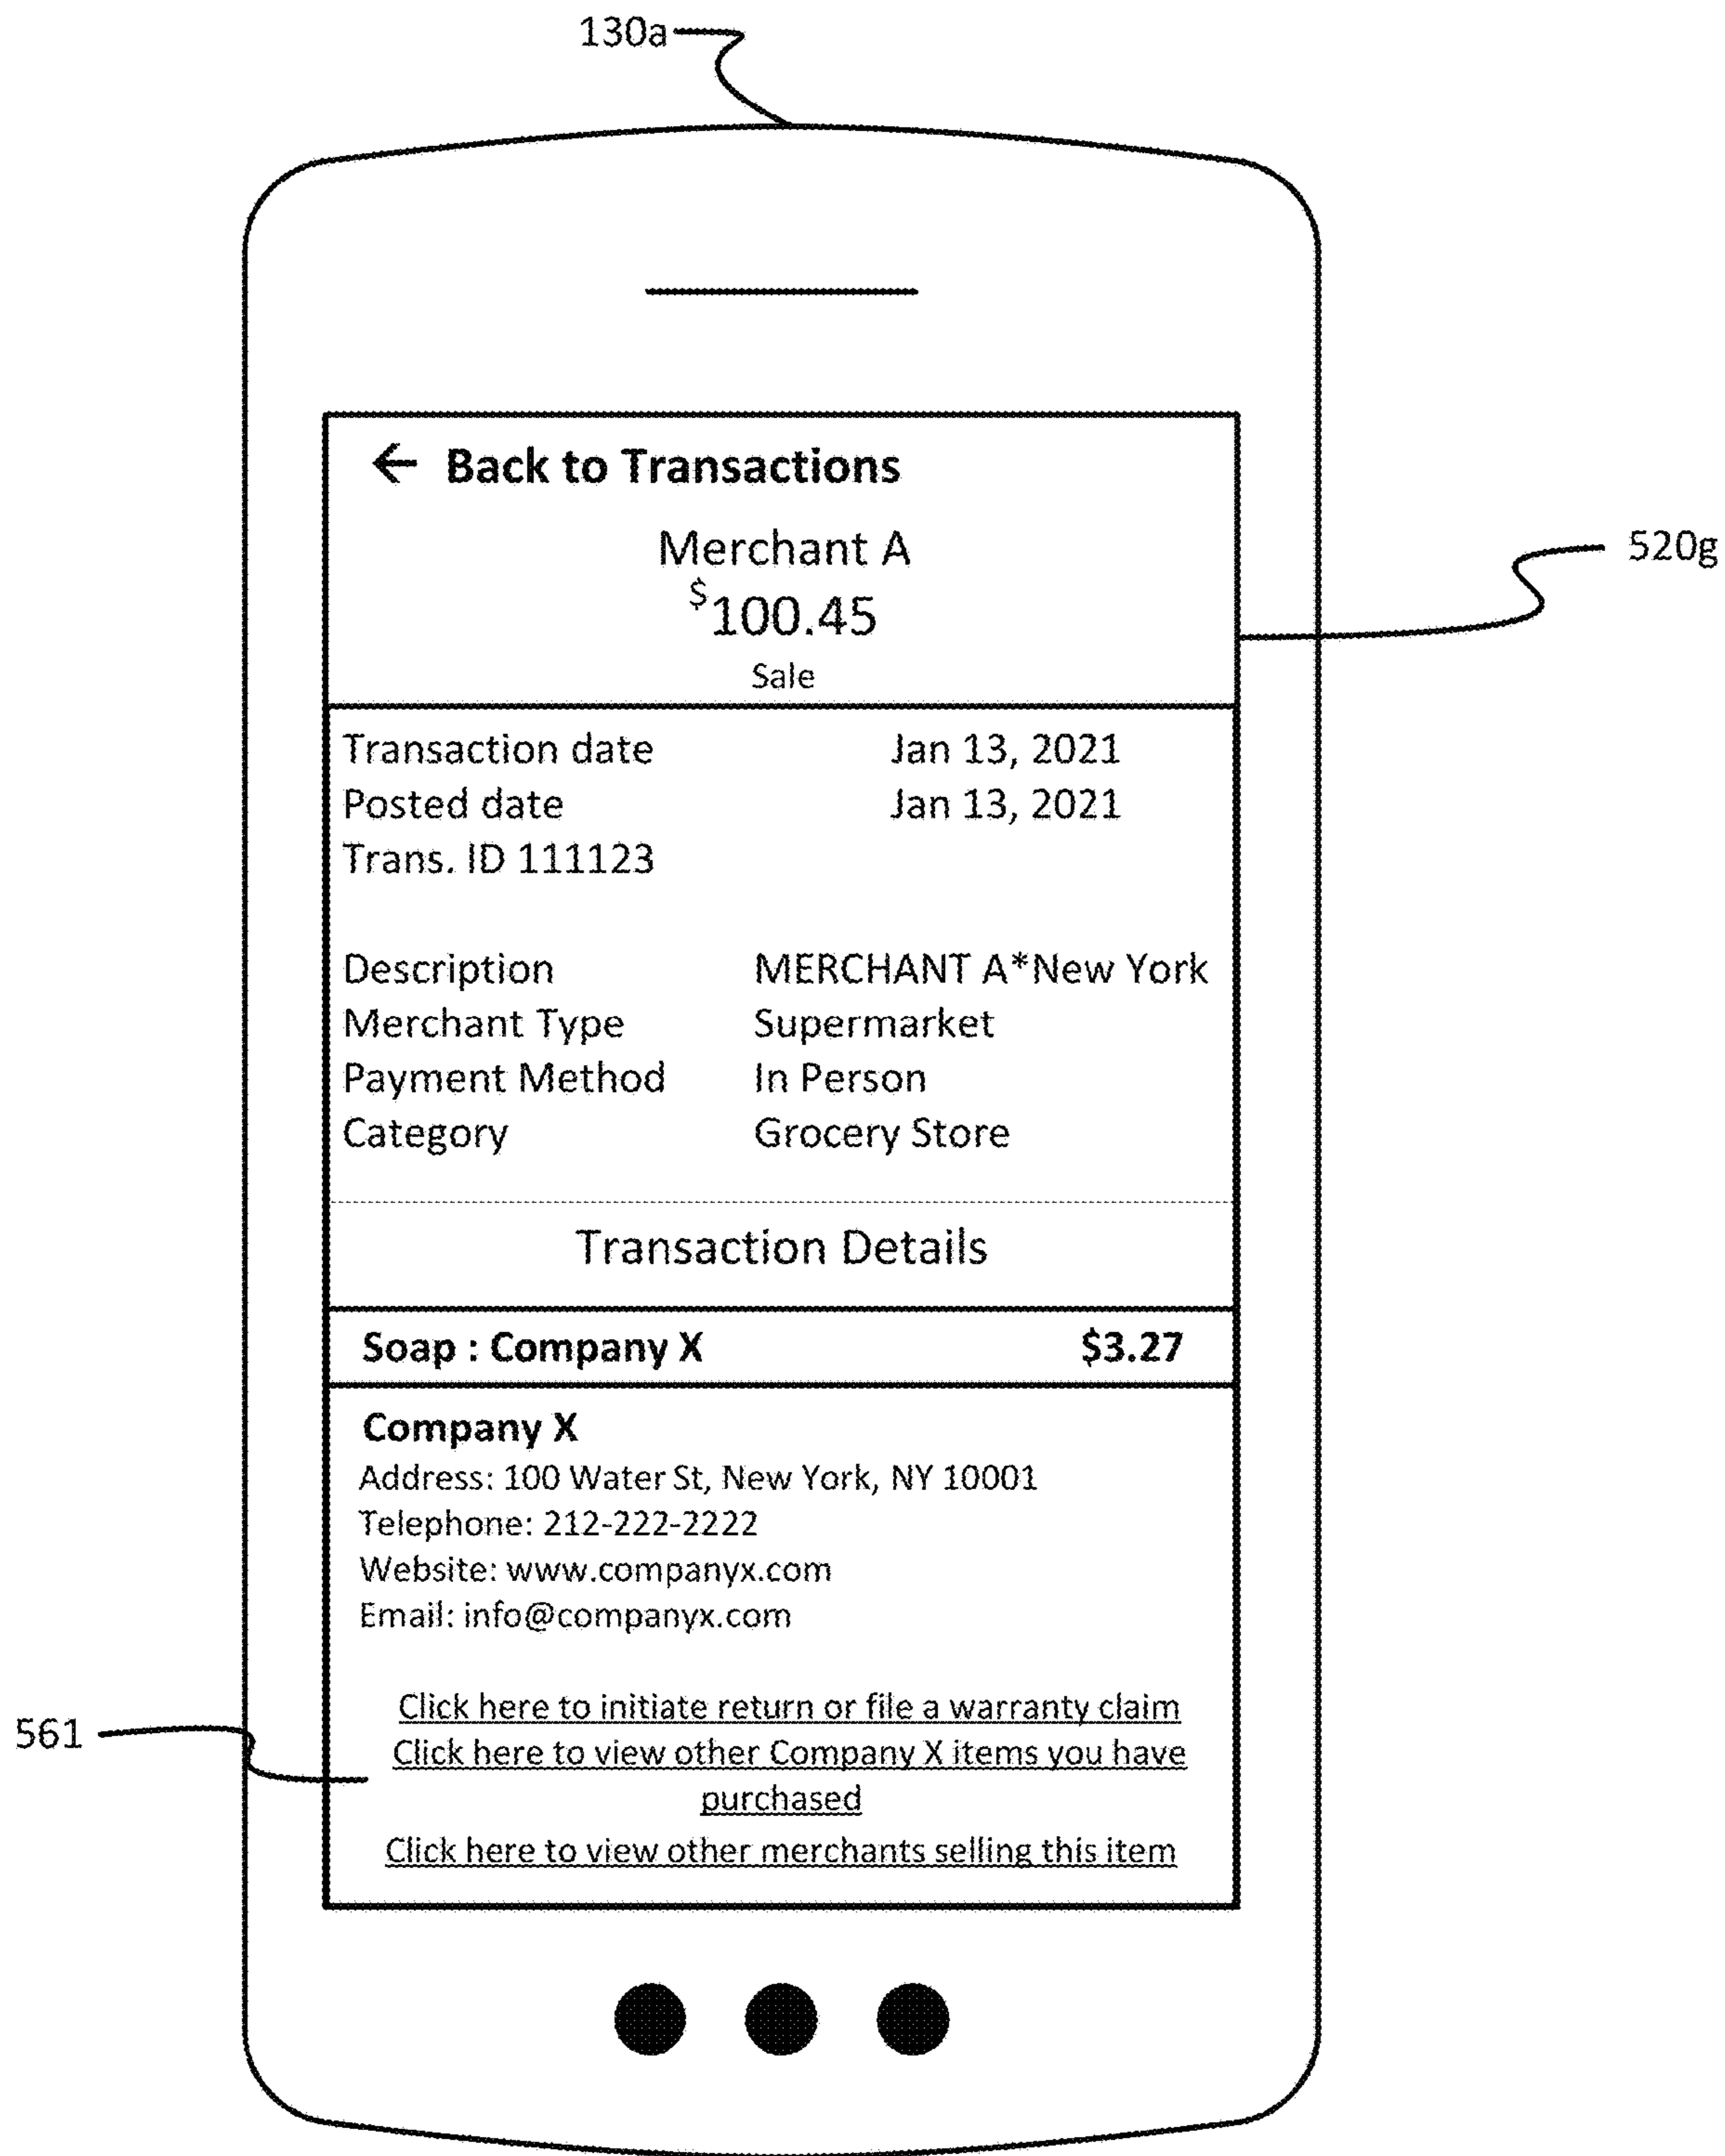 130a
← Back to Transactions
Merchant A
520g
$100.45
Sale
Transaction date Jan 13, 2021
Posted date Jan 13, 2021
Trans. ID 111123
Description MERCHANT A*New York
Merchant Type Supermarket
Payment Method In Person
Category Grocery Store
Transaction Details
Soap : Company X $3.27
Company X
Address: 100 Water St, New York, NY 10001
Telephone: 212-222-2222
Website: www.companyx.com
Email: info@companyx.com
Click here to initiate return or file a warranty claim
561
Click here to view other Company X items you have
purchased
Click here to view other merchants selling this item